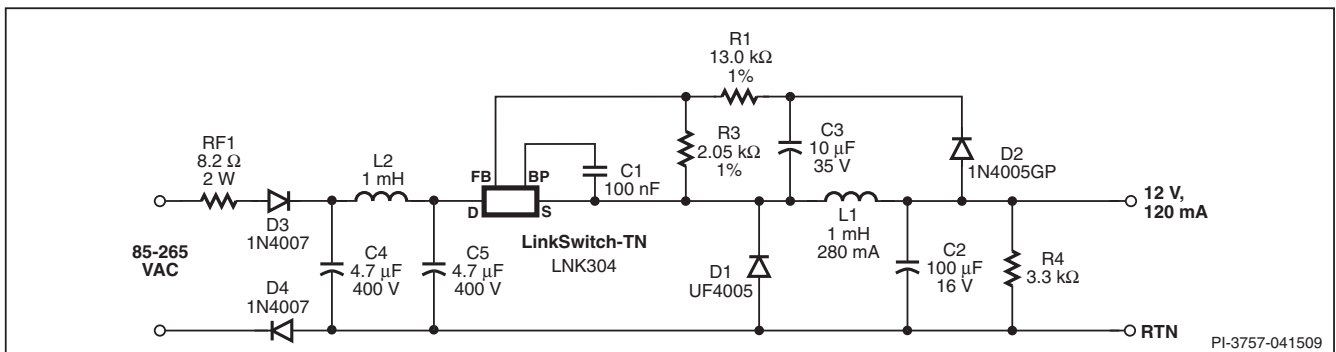 R1
13.0 kΩ
1%
RF1
8.2 Ω
2 W
L2
1 mH
FB
BP
D
S
C1
100 nF
R3
2.05 kΩ
1%
C3
10 µF
35 V
D2
1N4005GP
D3
1N4007
LinkSwitch-TN
LNK304
L1
1 mH
280 mA
12 V,
120 mA
85-265
VAC
C4
4.7 µF
400 V
C5
4.7 µF
400 V
D1
UF4005
C2
100 µF
16 V
R4
3.3 kΩ
D4
1N4007
RTN
PI-3757-041509